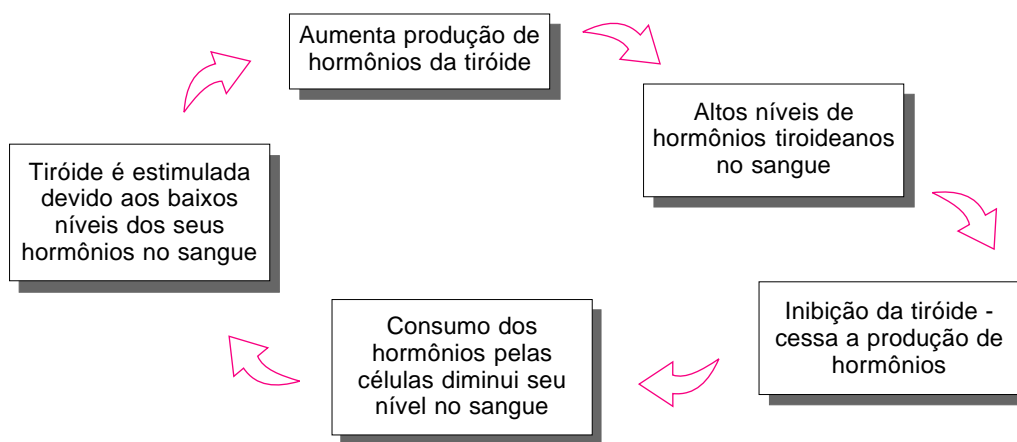 Aumenta produção de
hormônios da tiróide
Altos níveis de
hormônios tiroideanos
no sangue
Inibição da tiróide -
cessa a produção de
hormônios
Consumo dos
hormônios pelas
células diminui seu
nível no sangue
Tiróide é estimulada
devido aos baixos
níveis dos seus
hormônios no sangue